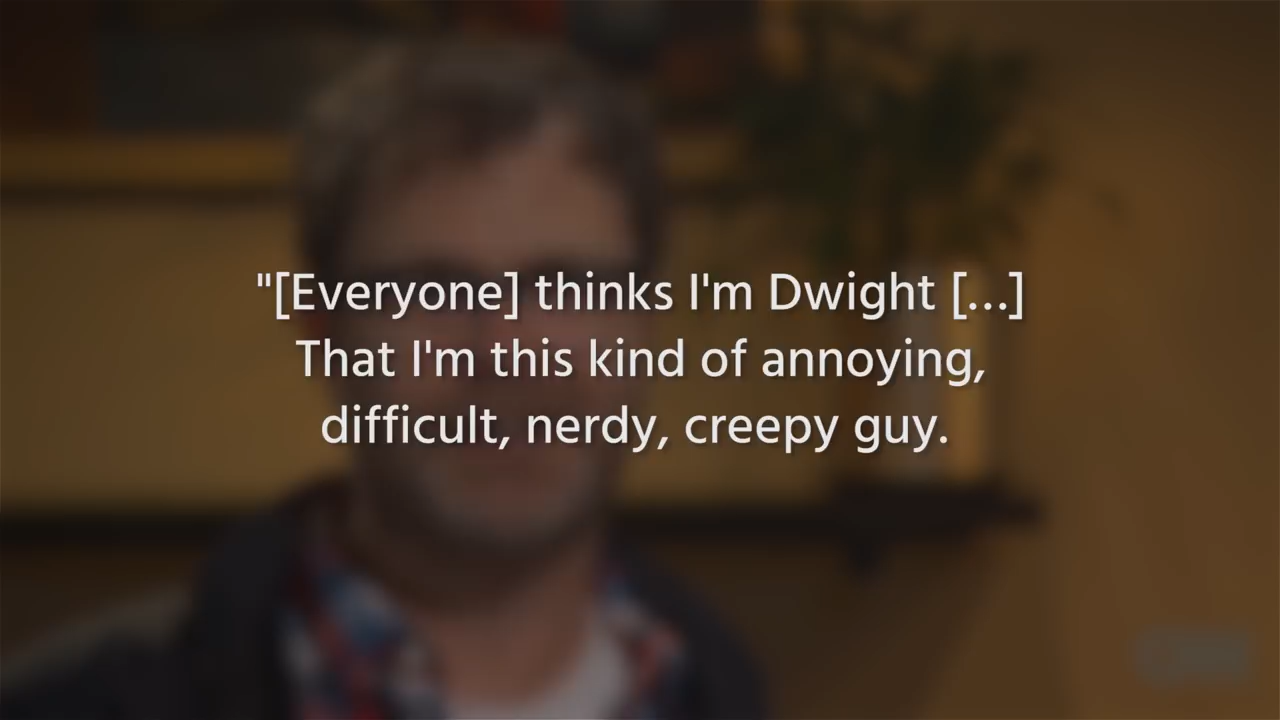 "[Everyone] thinks I'm Dwight [...]
That I'm this kind of annoying,
difficult, nerdy, creepy guy.